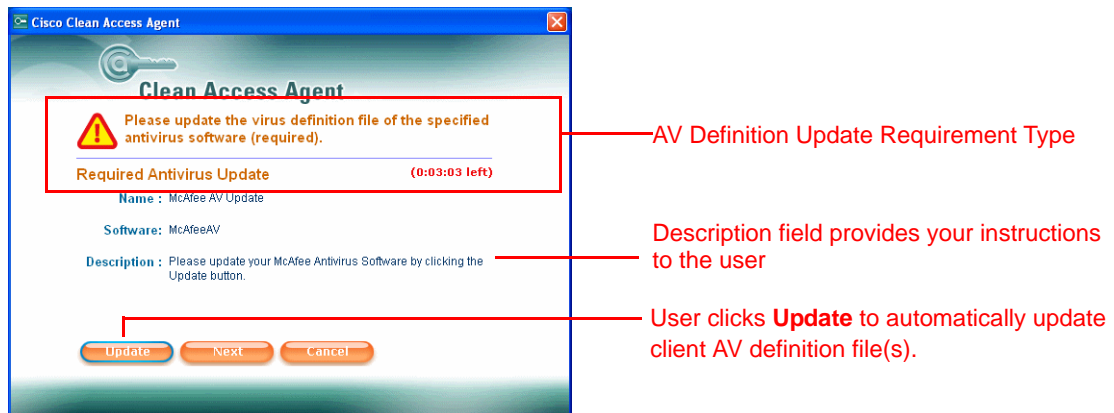 Cisco Clean Access Agent
Clean Access Agent
Please update the virus definition file of the specified
antivirus software (required).
AV Definition Update Requirement Type
Required Antivirus Update (0:03:03 left)
Name : McAfee AV Update
Software: McAfeeAV
Description : Please update your McAfee Antivirus Software by clicking the
Update button.
Description field provides your instructions
to the user
User clicks Update to automatically update
client AV definition file(s).
Update Next Cancel